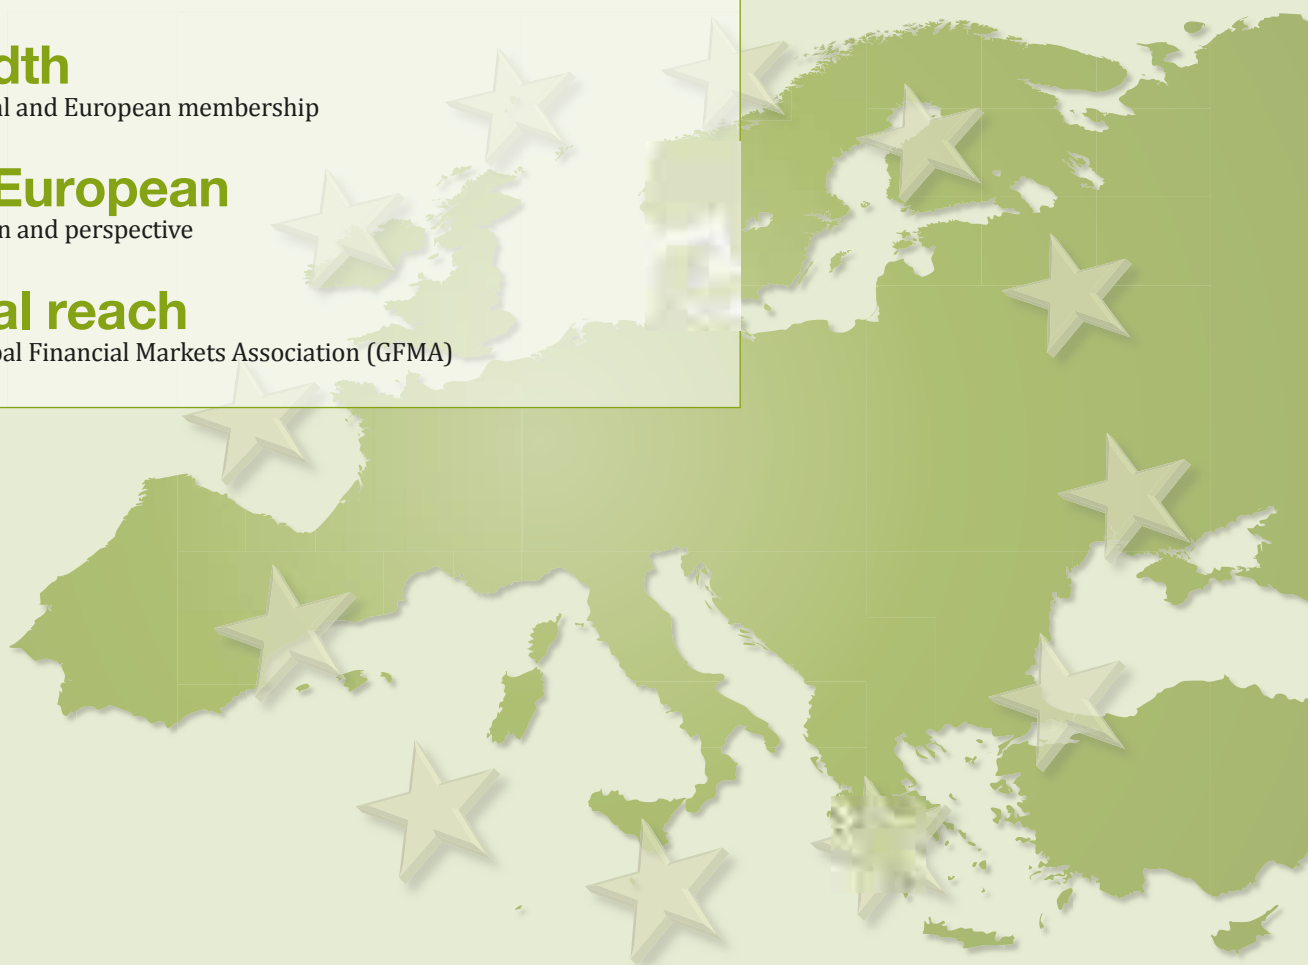 dth
al and European membership
European
n and perspective
al reach
bal Financial Markets Association (GFMA)